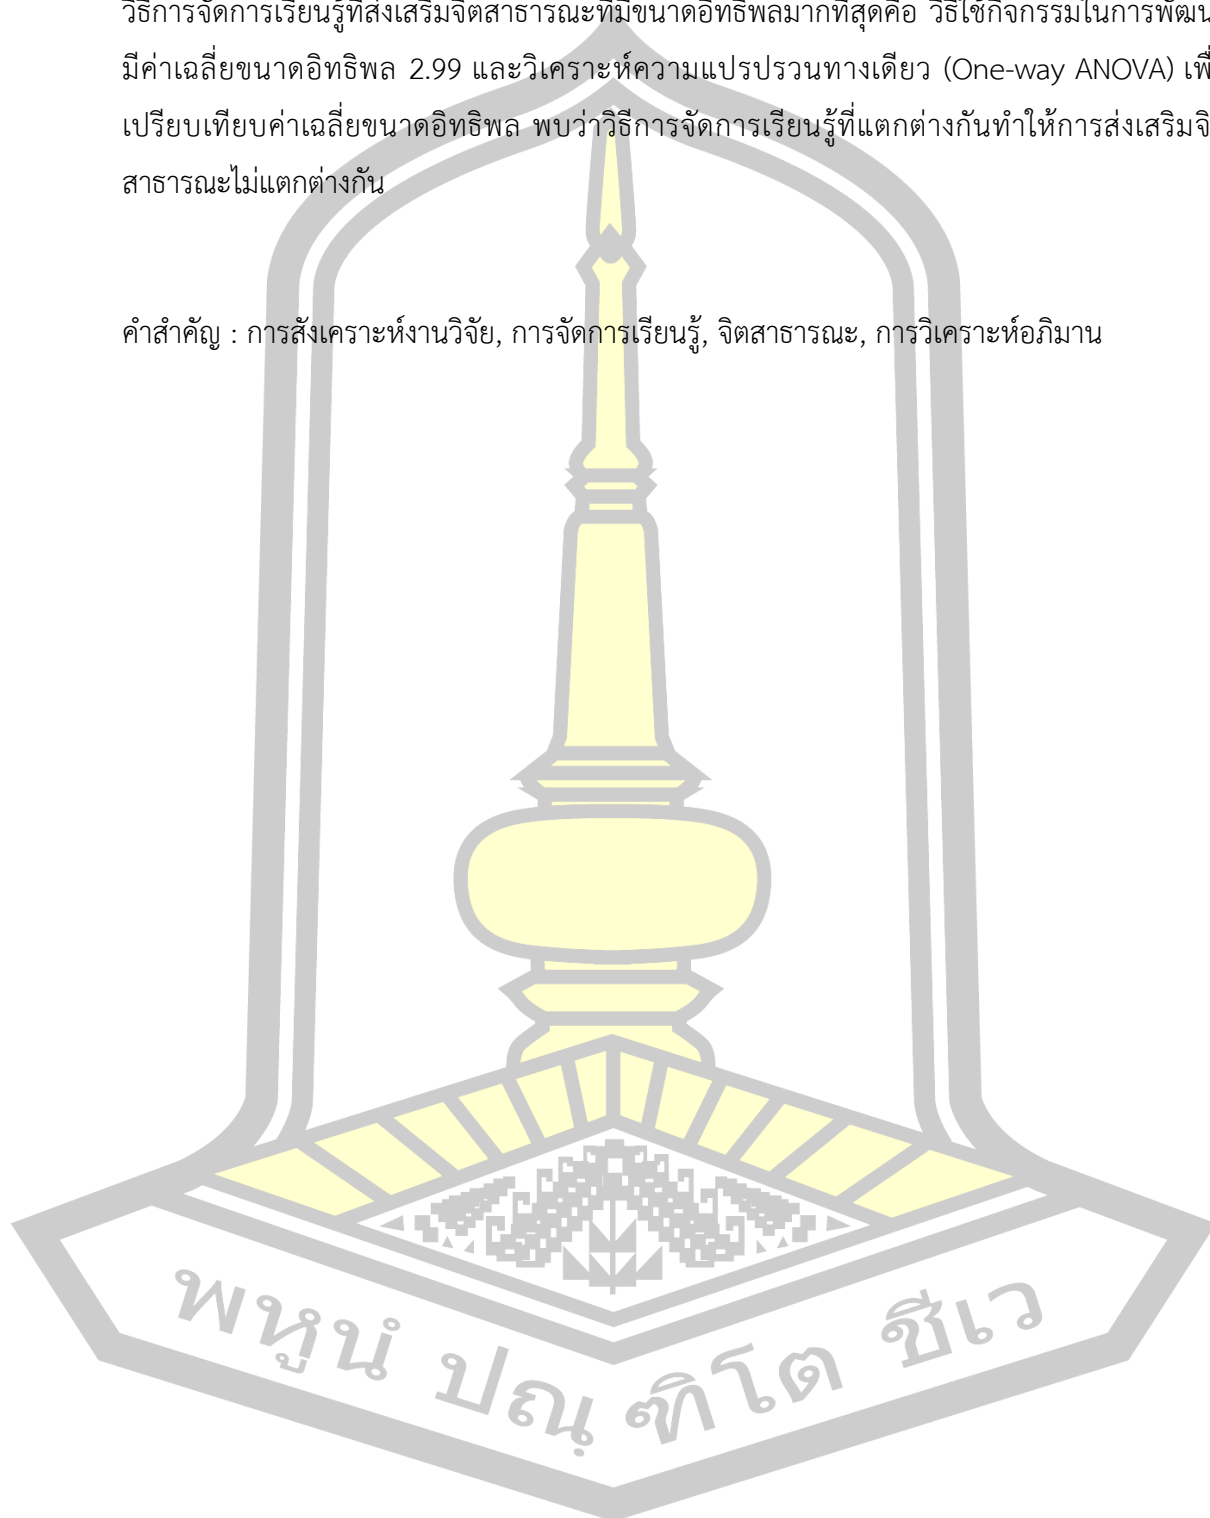 วิธีการจัดการเรียนรู้ที่ส่งเสริมจิตสาธารณะที่มีขนาดอิทธิพลมากที่สุดคือ วิธีใช้กิจกรรมในการพัฒน
มีค่าเฉลี่ยขนาดอิทธิพล 2.99 และวิเคราะห์ความแปรปรวนทางเดียว (One-way ANOVA) เพื่
เปรียบเทียบค่าเฉลี่ยขนาดอิทธิพล พบว่าวิธีการจัดการเรียนรู้ที่แตกต่างกันทำให้การส่งเสริมจิ
สาธารณะไม่แตกต่างกัน
คำสำคัญ : การสังเคราะห์งานวิจัย, การจัดการเรียนรู้, จิตสาธารณะ, การวิเคราะห์อภิมาน
พหูนํ ปณฺฑิโต ชีเว